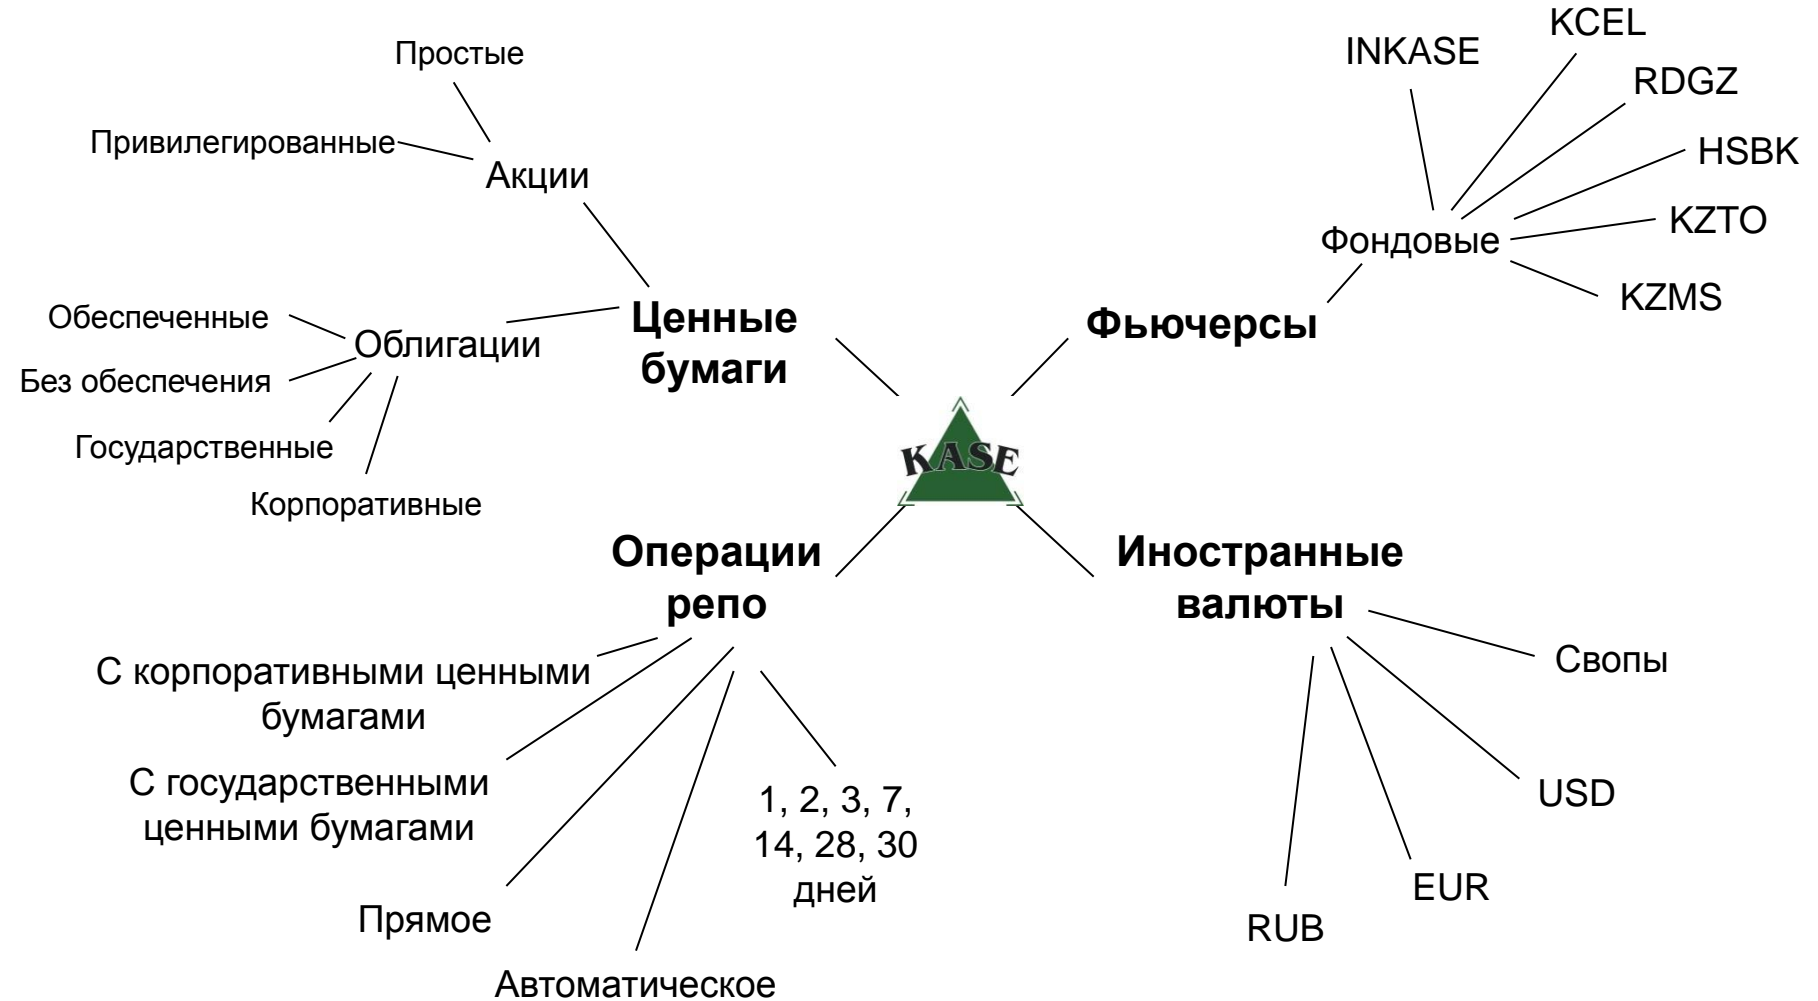 Простые
Привилегированные
Акции
INKASE
KCEL
RDGZ
HSBK
KZTO
KZMS
Фондовые
Обеспеченные
Облигации
Без обеспечения
Государственные
Корпоративные
Ценные
бумаги
Фьючерсы
KASE
Операции
репо
Иностранные
валюты
С корпоративными ценными
бумагами
С государственными
ценными бумагами
Прямое
Автоматическое
1, 2, 3, 7,
14, 28, 30
дней
Свопы
USD
EUR
RUB